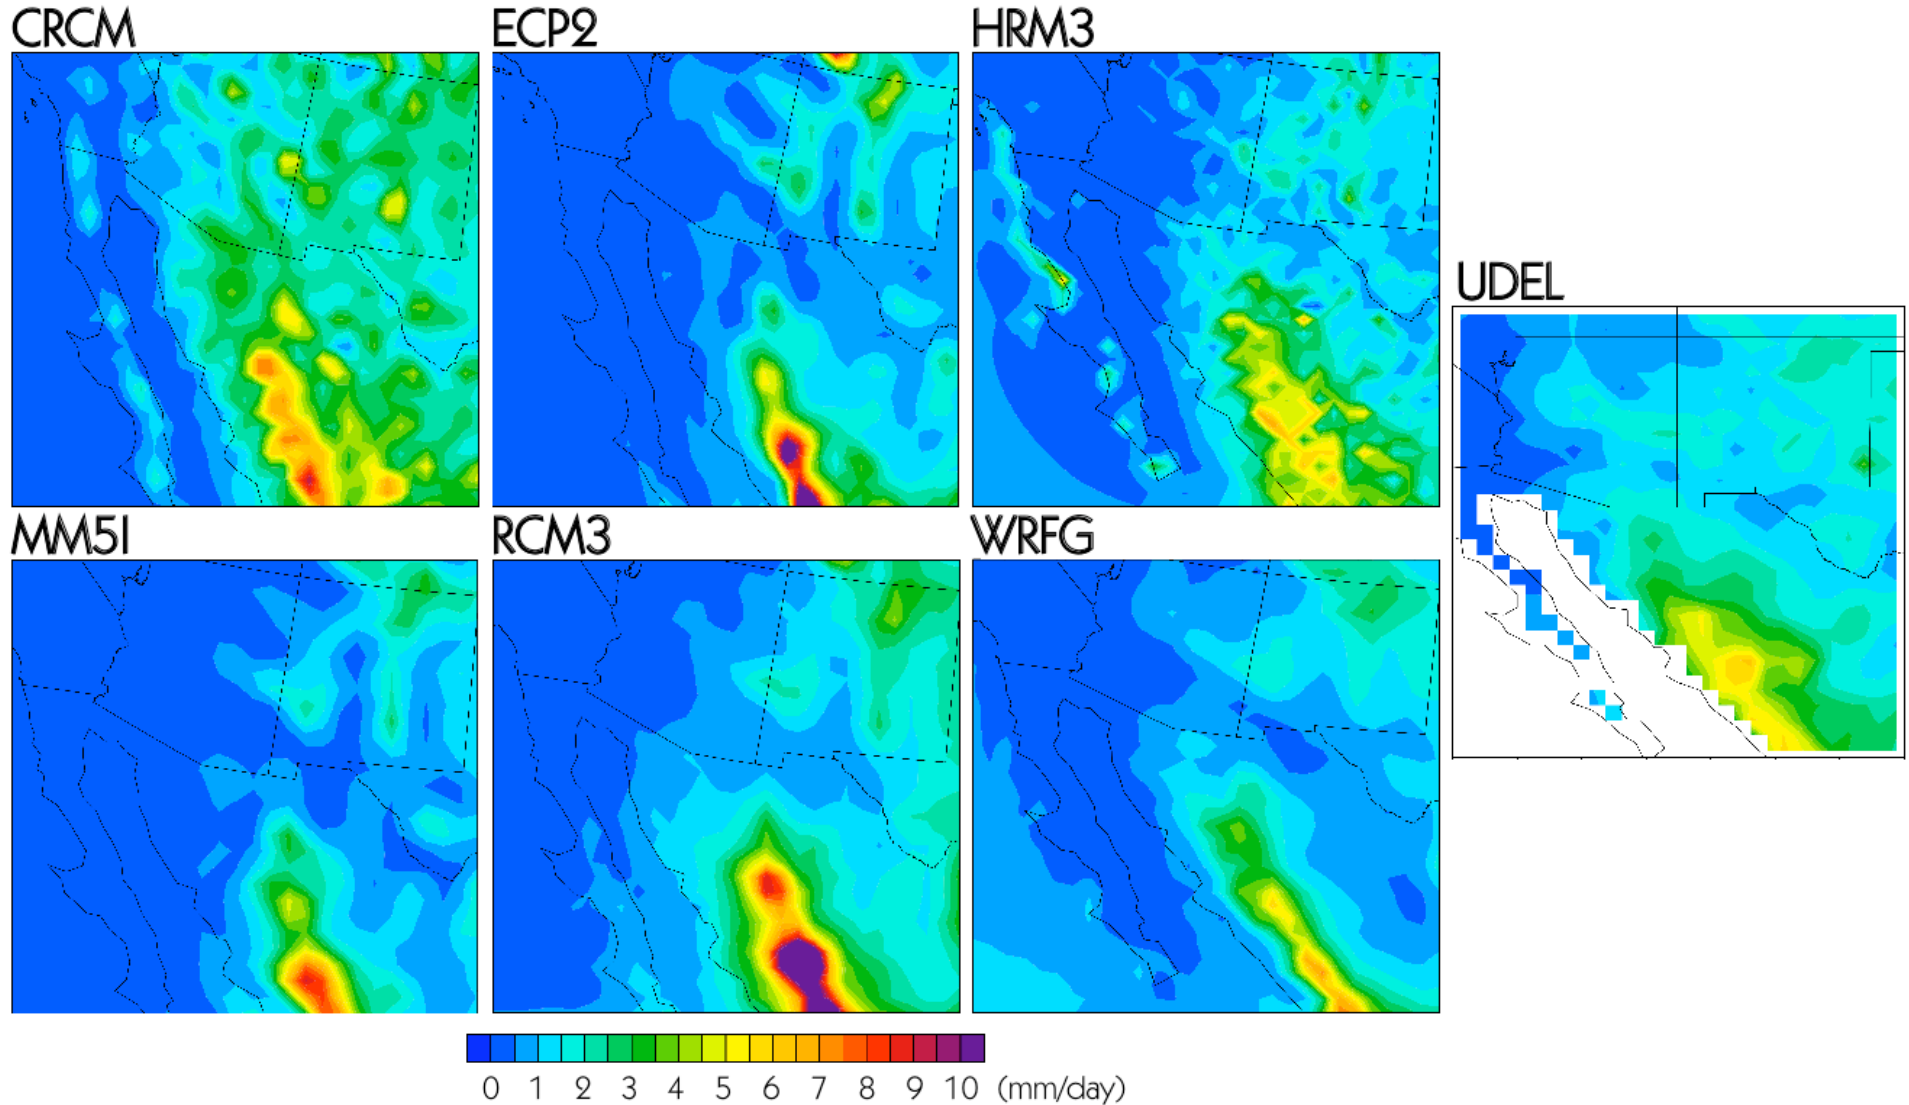 CRCM
ECP2
HRM3
UDEL
MM5I
RCM3
WRFG
0 1 2 3 4 5 6 7 8 9 10 (mm/day)